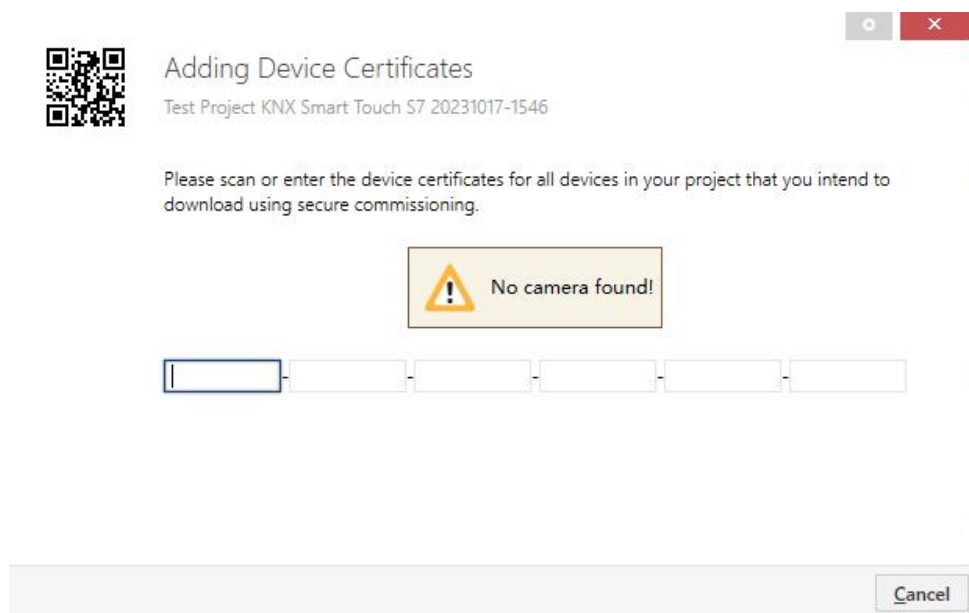 Adding Device Certificates
Test Project KNX Smart Touch S7 20231017-1546
Please scan or enter the device certificates for all devices in your project that you intend to
download using secure commissioning.
No camera found!
- - - - -
Cancel